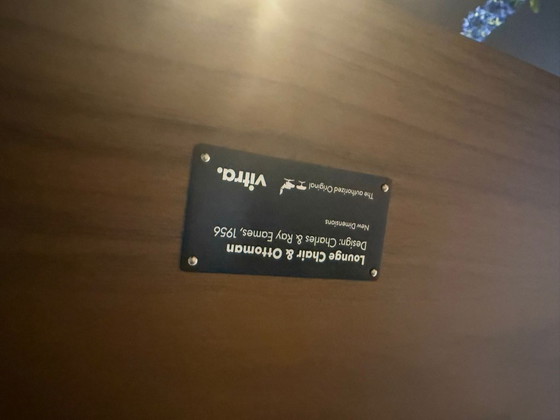 Lounge Chair & Ottoman
Design: Charles & Ray Eames, 1956
New Dimensions
The authorized Original
vitra.